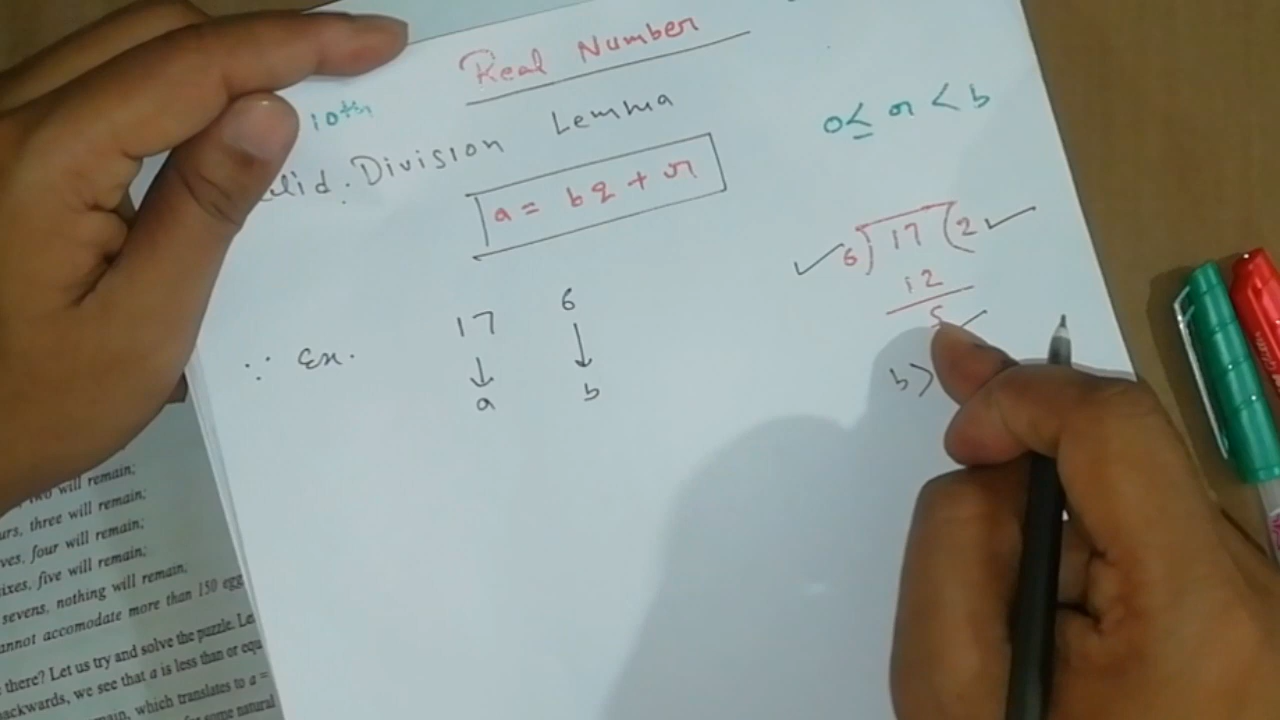 Real Number
10th
Division Lemma
a = bq + r
0 ≤ r < b
6) 17 (2
12
5
∵ Ex. 17 6
↓ ↓
a b
b >
two will remain;
urs, three will remain;
ves, four will remain;
ixes, five will remain;
sevens, nothing will remain,
annot accomodate more than 150 egg
there? Let us try and solve the puzzle. Le
backwards, we see that a is less than or equ
main, which translates to a =
some natural